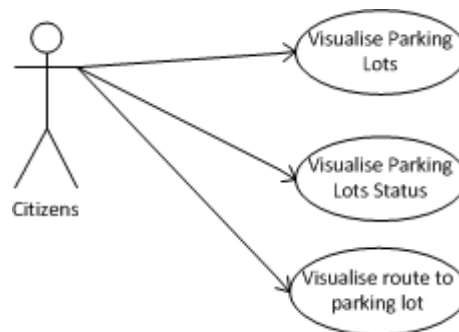 Visualise Parking
Lots
Visualise Parking
Lots Status
Citizens
Visualise route to
parking lot